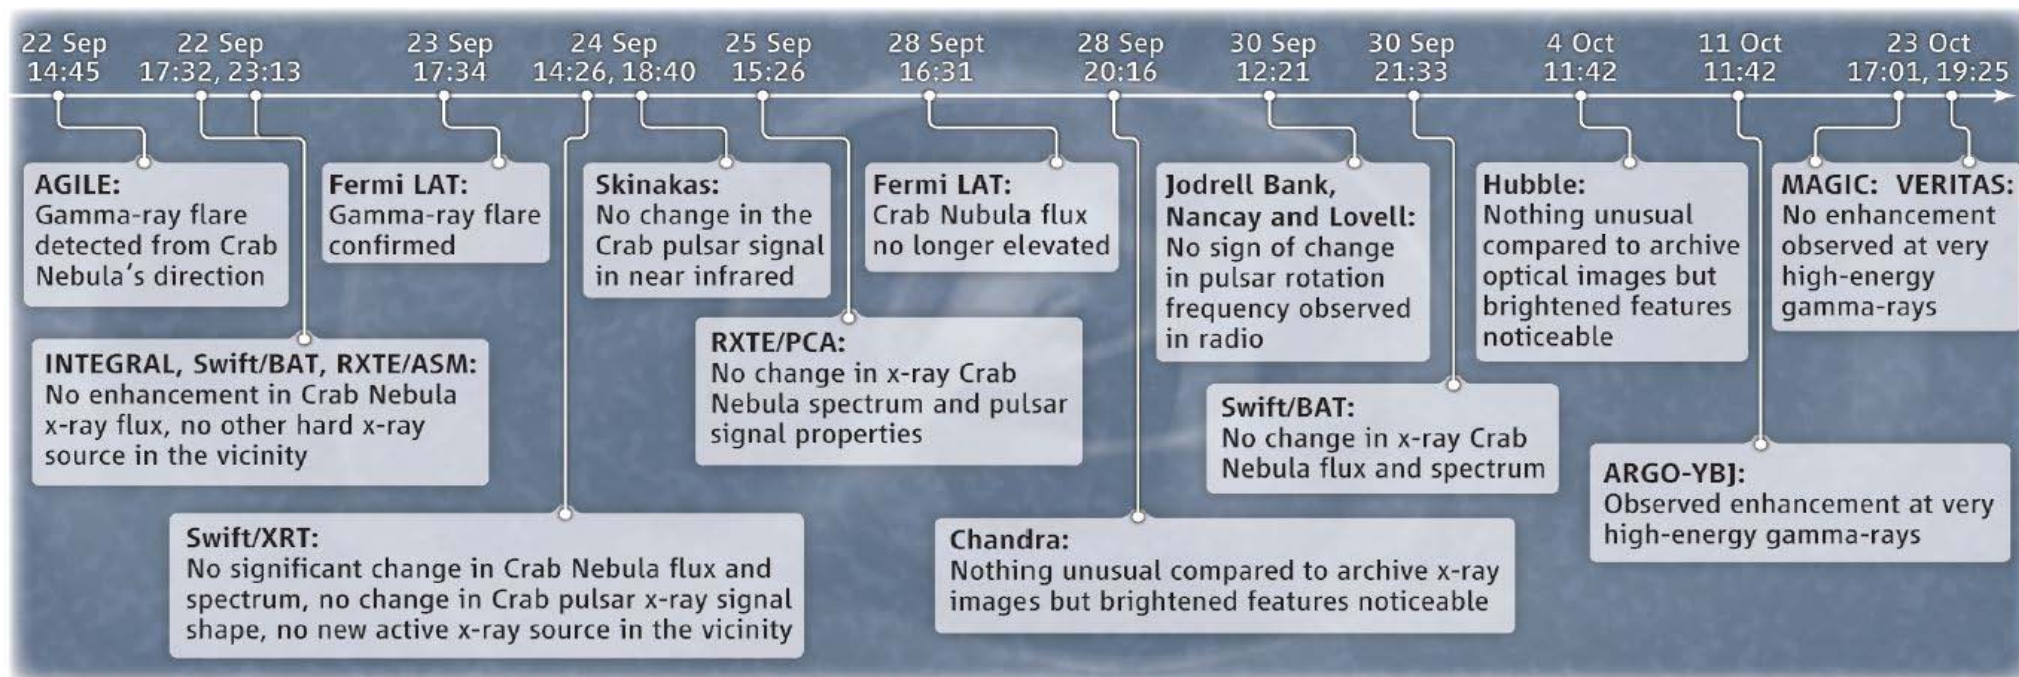 22 Sep
14:45
22 Sep
17:32, 23:13
23 Sep
17:34
24 Sep
14:26, 18:40
25 Sep
15:26
28 Sept
16:31
28 Sep
20:16
30 Sep
12:21
30 Sep
21:33
4 Oct
11:42
11 Oct
11:42
23 Oct
17:01, 19:25
AGILE:
Gamma-ray flare
detected from Crab
Nebula's direction
INTEGRAL, Swift/BAT, RXTE/ASM:
No enhancement in Crab Nebula
x-ray flux, no other hard x-ray
source in the vicinity
Fermi LAT:
Gamma-ray flare
confirmed
Swift/XRT:
No significant change in Crab Nebula flux and
spectrum, no change in Crab pulsar x-ray signal
shape, no new active x-ray source in the vicinity
Skinakas:
No change in the
Crab pulsar signal
in near infrared
RXTE/PCA:
No change in x-ray Crab
Nebula spectrum and pulsar
signal properties
Fermi LAT:
Crab Nubula flux
no longer elevated
Chandra:
Nothing unusual compared to archive x-ray
images but brightened features noticeable
Jodrell Bank,
Nancay and Lovell:
No sign of change
in pulsar rotation
frequency observed
in radio
Swift/BAT:
No change in x-ray Crab
Nebula flux and spectrum
Hubble:
Nothing unusual
compared to archive
optical images but
brightened features
noticeable
ARGO-YBJ:
Observed enhancement at very
high-energy gamma-rays
MAGIC: VERITAS:
No enhancement
observed at very
high-energy
gamma-rays